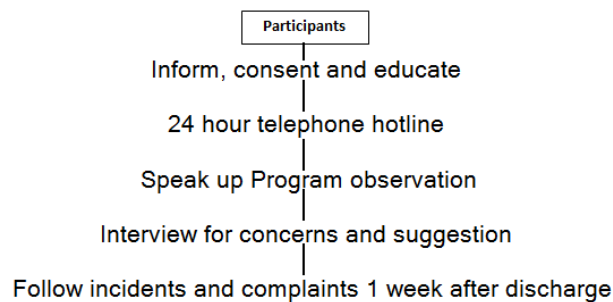 Participants
Inform, consent and educate
24 hour telephone hotline
Speak up Program observation
Interview for concerns and suggestion
Follow incidents and complaints 1 week after discharge